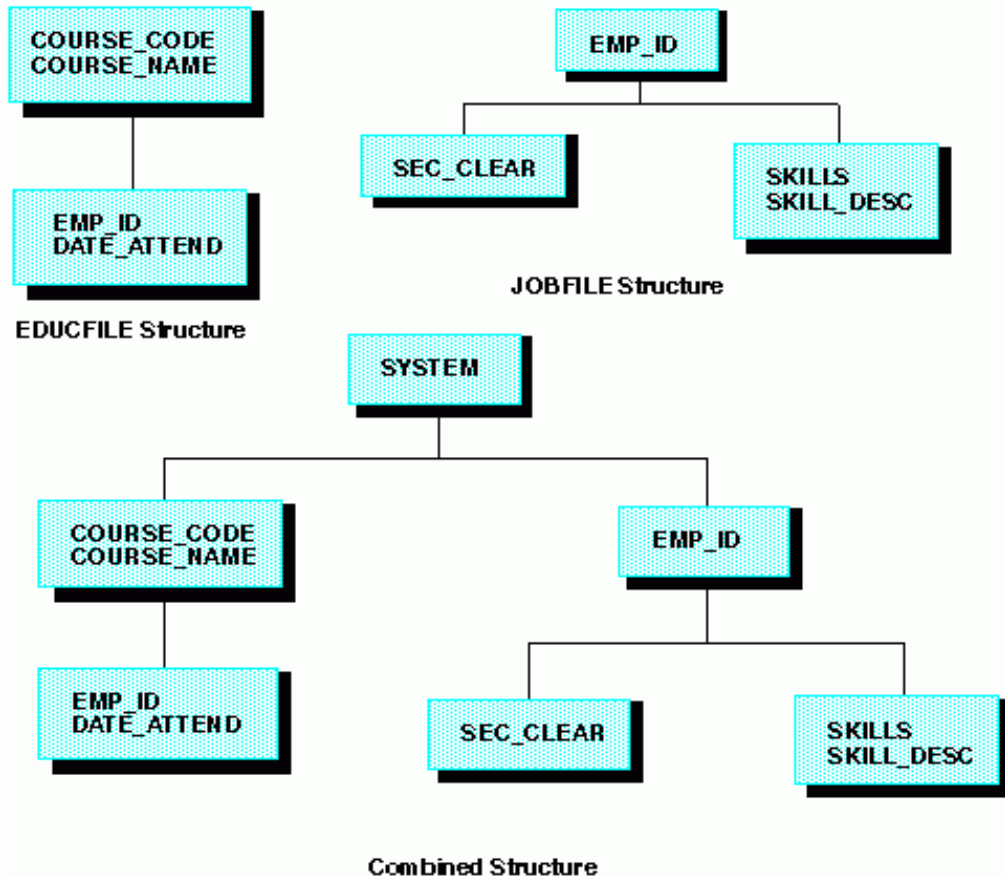 COURSE_CODE
COURSE_NAME
EMP_ID
DATE_ATTEND
EDUCFILE Structure
EMP_ID
SEC_CLEAR
SKILLS
SKILL_DESC
JOBFILE Structure
SYSTEM
COURSE_CODE
COURSE_NAME
EMP_ID
DATE_ATTEND
EMP_ID
SEC_CLEAR
SKILLS
SKILL_DESC
Combined Structure